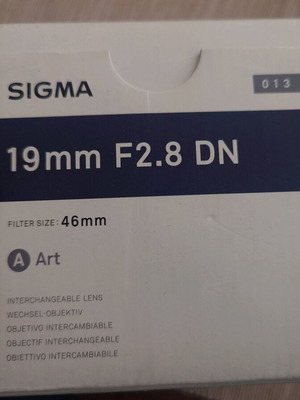 SIGMA
013
19mm F2.8 DN
FILTER SIZE: 46mm
A Art
INTERCHANGEABLE LENS
WECHSEL-OBJEKTIV
OBJETIVO INTERCAMBIABLE
OBJECTIF INTERCHANGEABLE
OBIETTIVO INTERCAMBIABILE